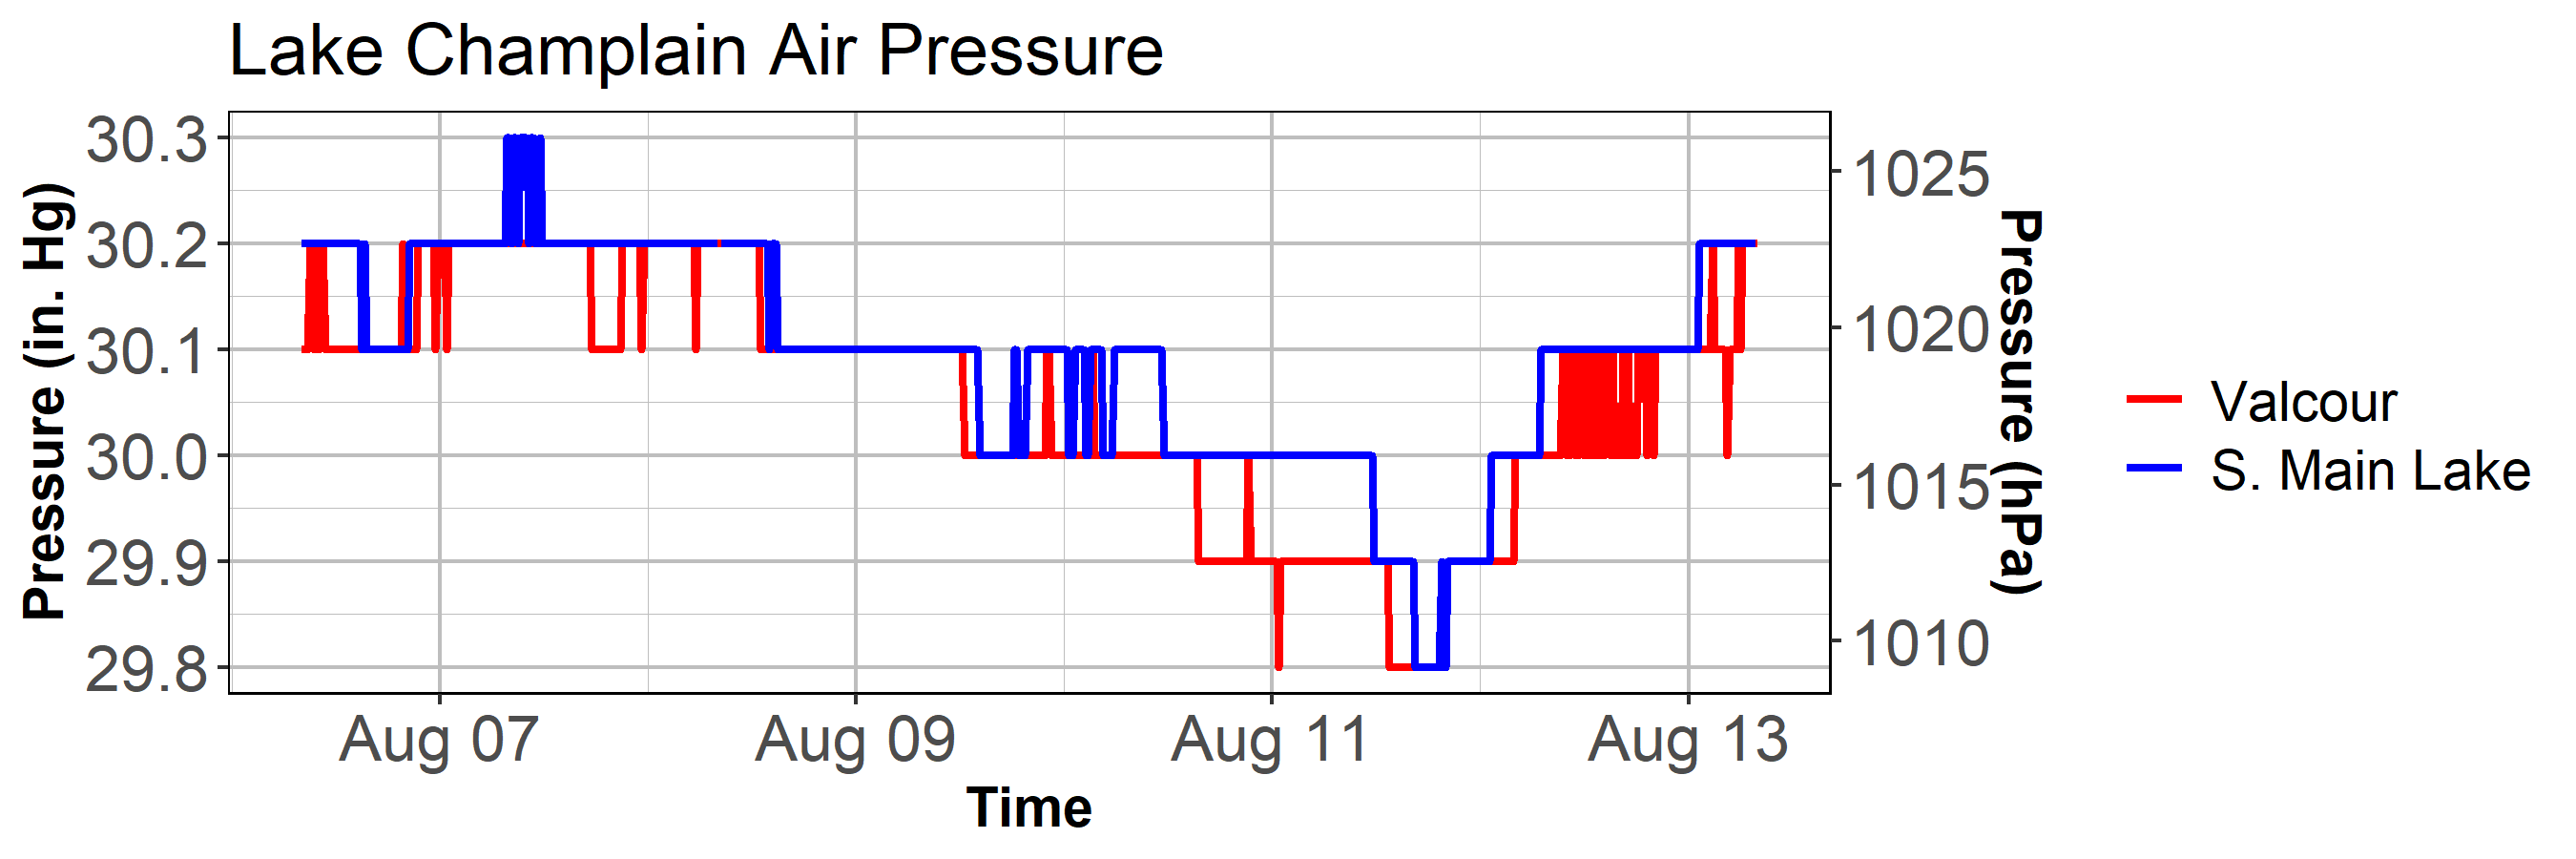 Lake Champlain Air Pressure
Pressure (in. Hg)
30.3
30.2
30.1
30.0
29.9
29.8
1025
1020
1015
1010
Pressure (hPa)
Aug 07 Aug 09 Aug 11 Aug 13
Time
Valcour
S. Main Lake